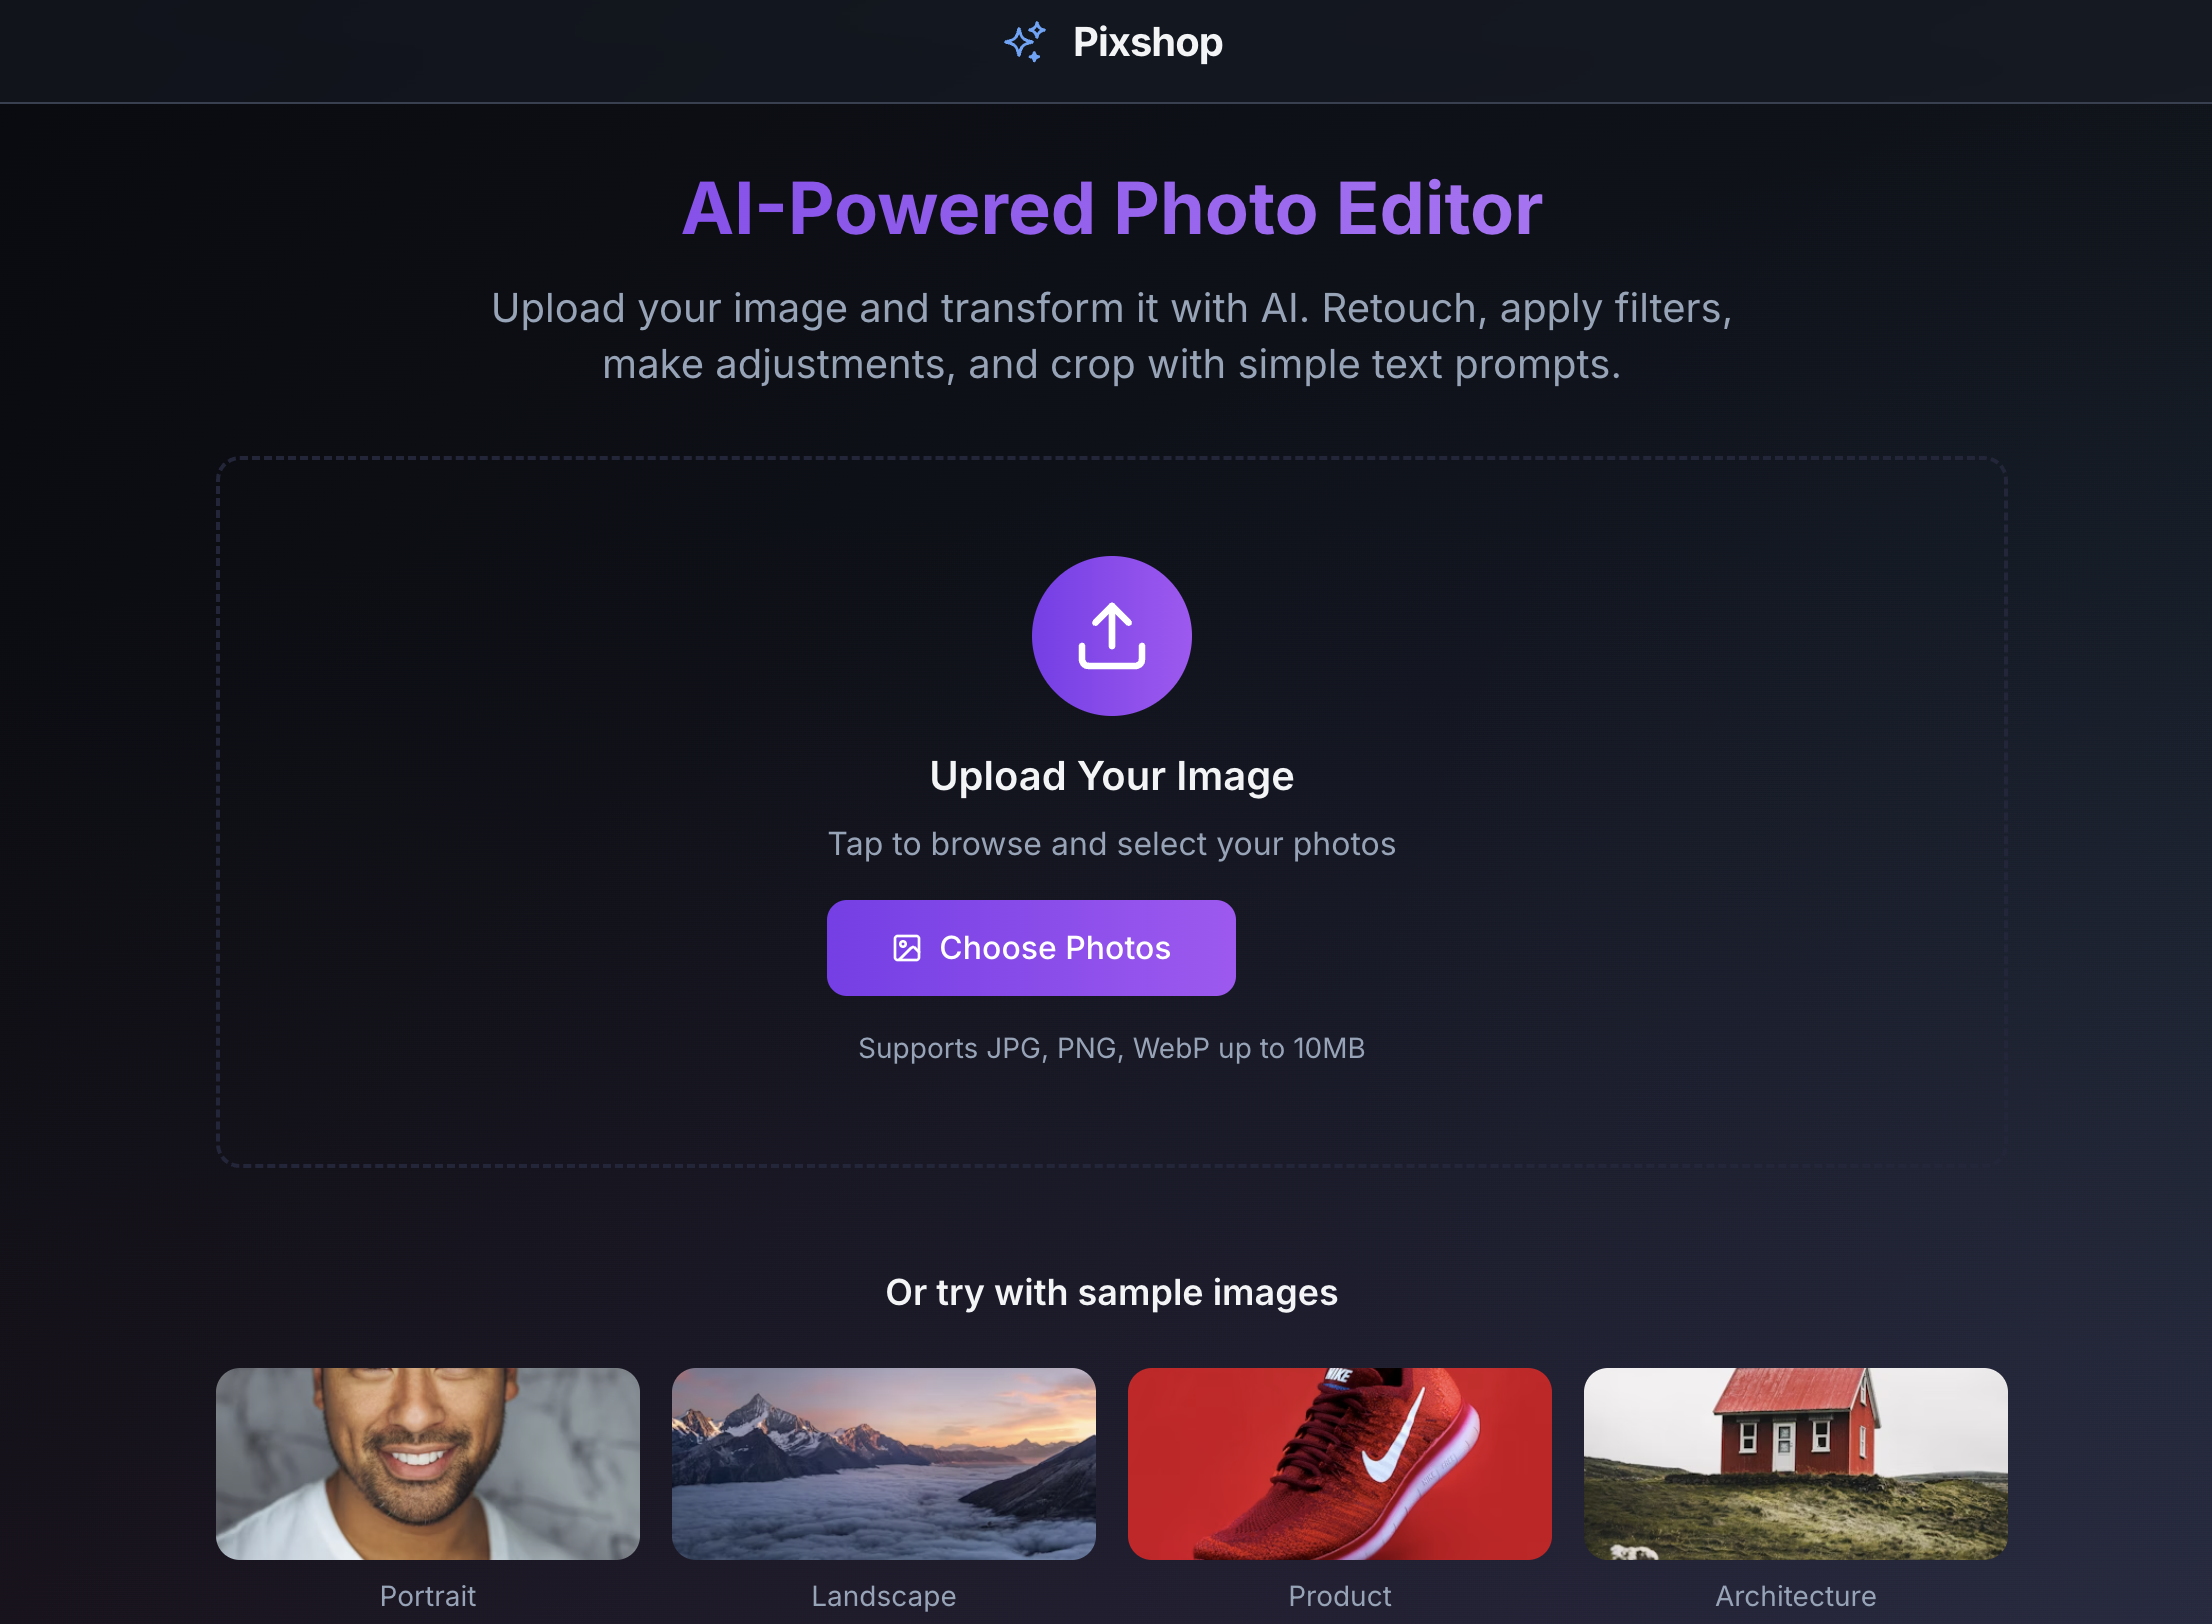 Pixshop
AI-Powered Photo Editor
Upload your image and transform it with AI. Retouch, apply filters,
make adjustments, and crop with simple text prompts.
Upload Your Image
Tap to browse and select your photos
Choose Photos
Supports JPG, PNG, WebP up to 10MB
Or try with sample images
NIKE
Portrait
Landscape
Product
Architecture